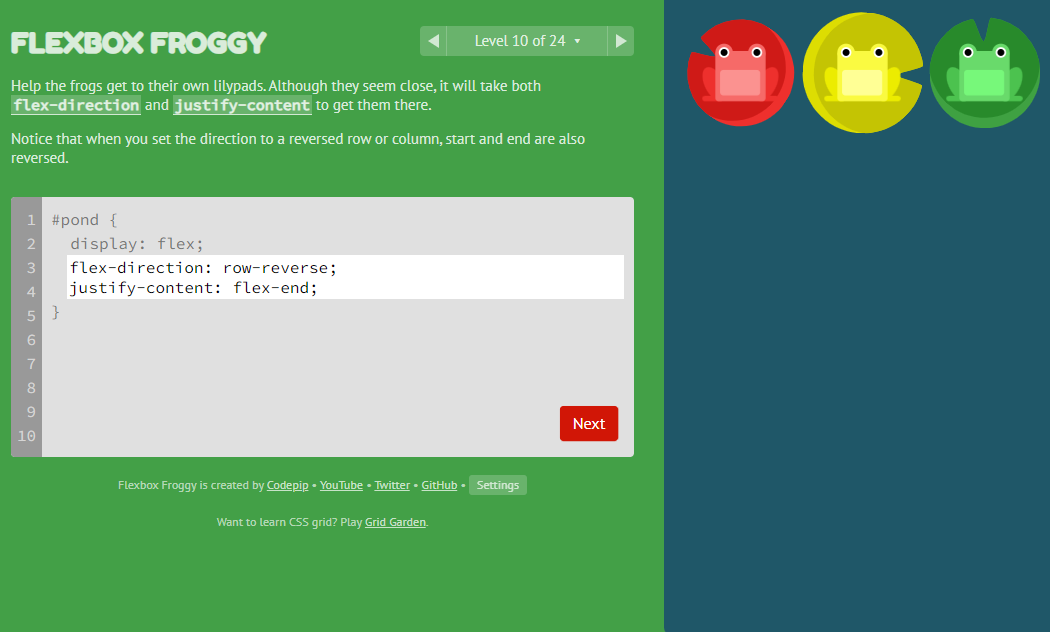 FLEXBOX FROGGY
Level 10 of 24
Help the frogs get to their own lilypads. Although they seem close, it will take both
flex-direction and justify-content to get them there.
Notice that when you set the direction to a reversed row or column, start and end are also
reversed.
1 #pond {
2 display: flex;
3 flex-direction: row-reverse;
4 justify-content: flex-end;
5 }
6
7
8
9
10
Next
Flexbox Froggy is created by Codepip • YouTube • Twitter • GitHub • Settings
Want to learn CSS grid? Play Grid Garden.